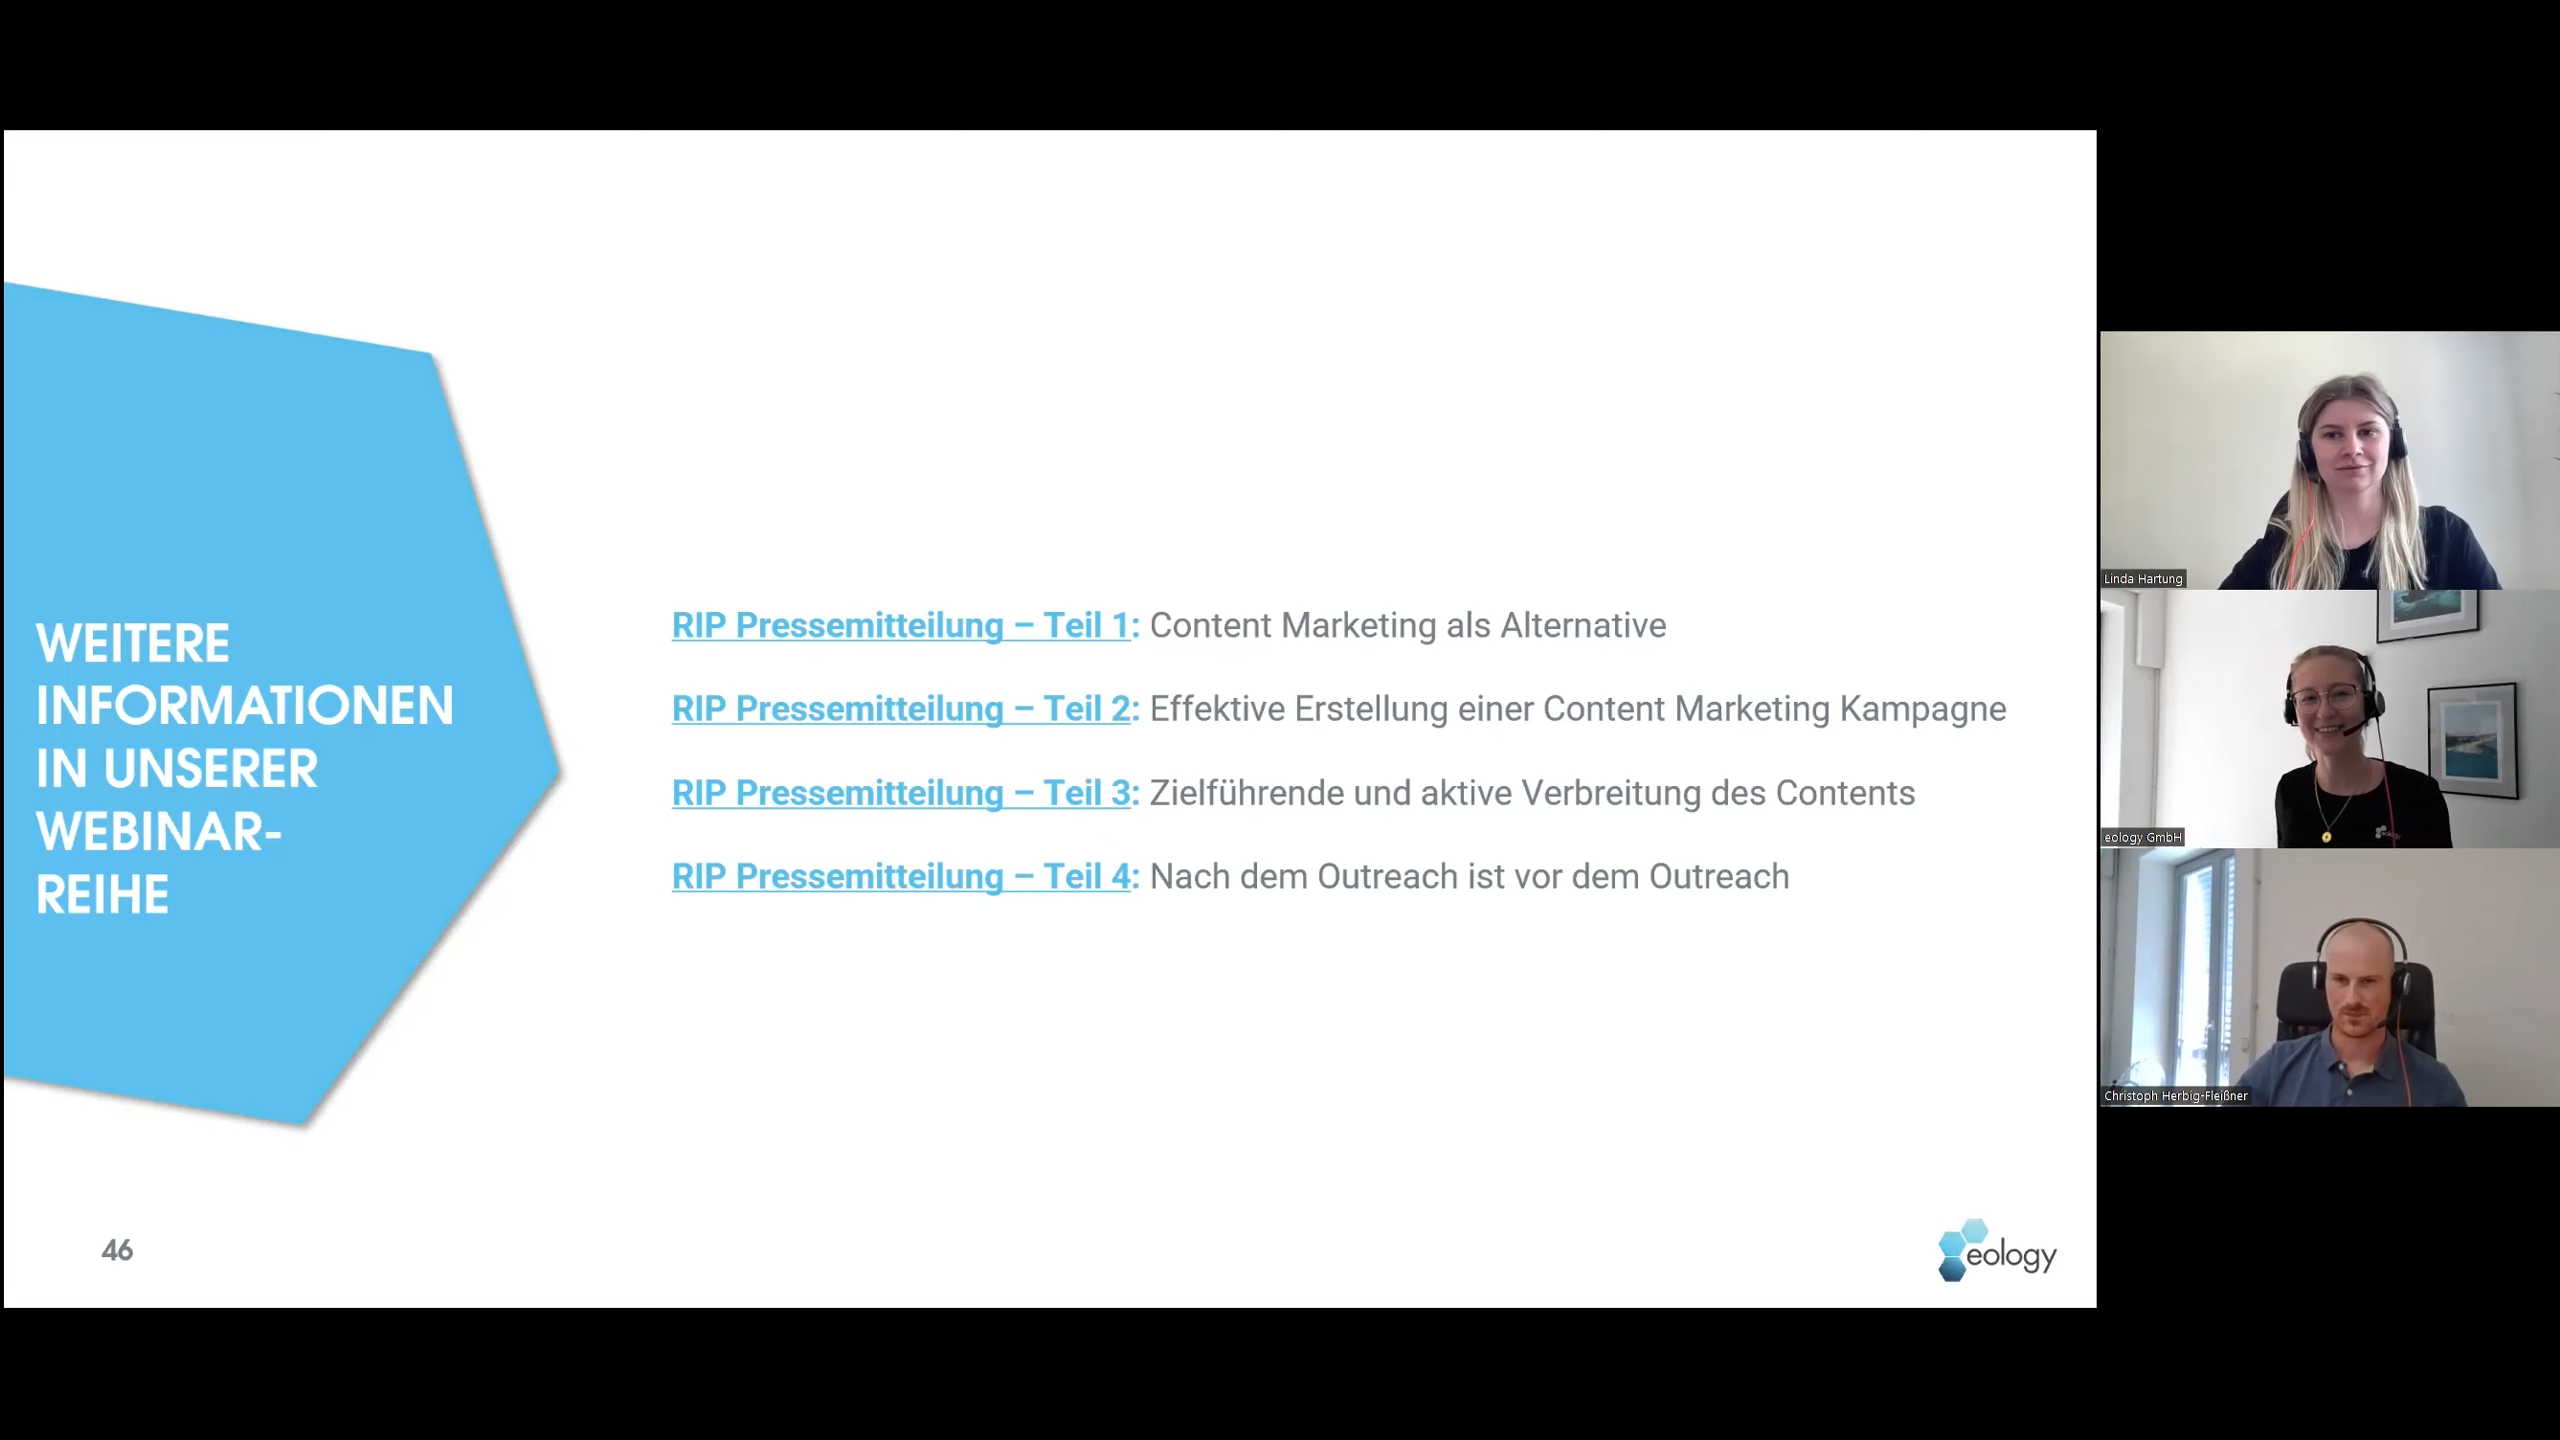 WEITERE
INFORMATIONEN
IN UNSERER
WEBINAR-
REIHE
RIP Pressemitteilung – Teil 1: Content Marketing als Alternative
RIP Pressemitteilung – Teil 2: Effektive Erstellung einer Content Marketing Kampagne
RIP Pressemitteilung – Teil 3: Zielführende und aktive Verbreitung des Contents
RIP Pressemitteilung – Teil 4: Nach dem Outreach ist vor dem Outreach
46
eology
Linda Hartung
eology GmbH
eology
Christoph Herbig-Fleißner